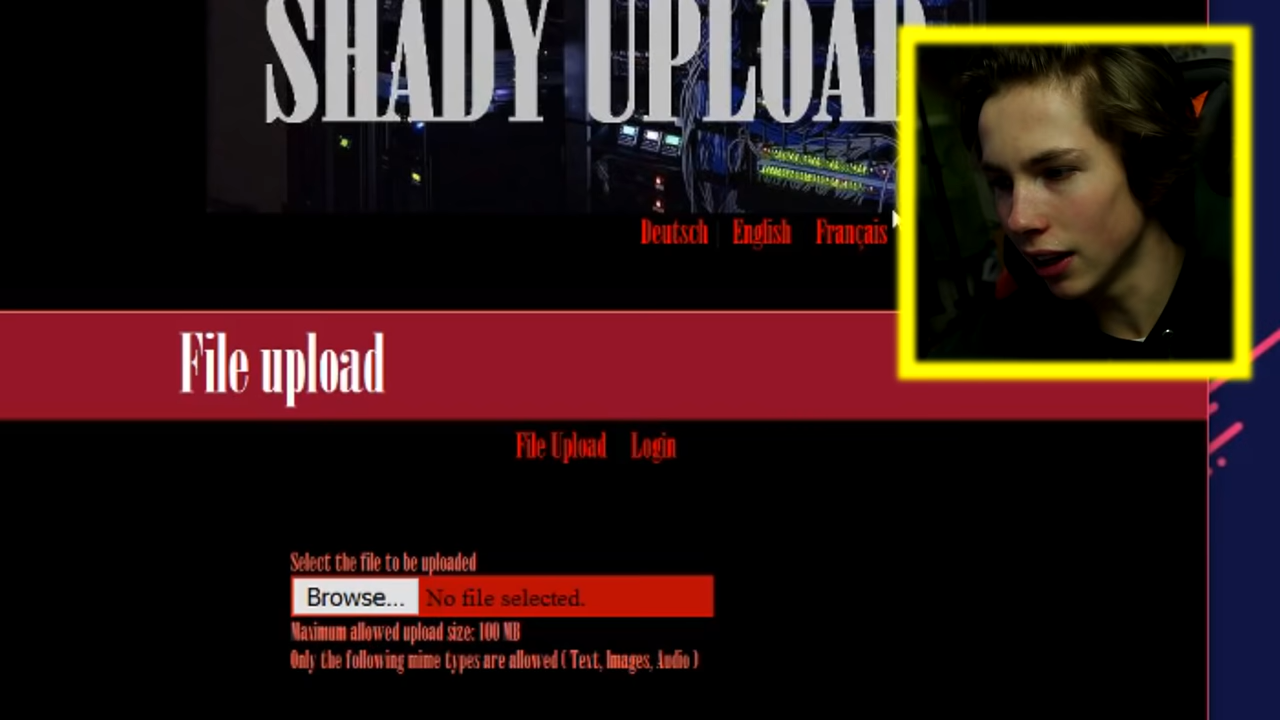 SHADY UPLOAD
Deutsch English Français
File upload
File Upload Login
Select the file to be uploaded
Browse... No file selected.
Maximum allowed upload size: 100 MB
Only the following mime types are allowed ( Text, Images, Audio )